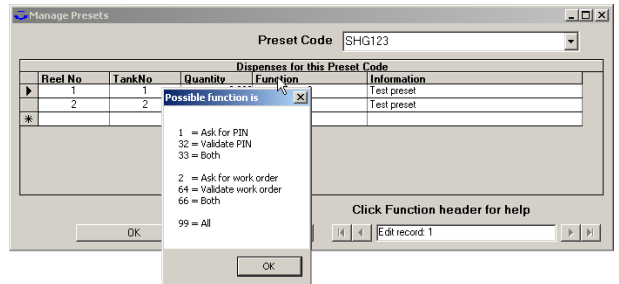 Manage Presets
Preset Code SHG123
Dispenses for this Preset Code
Reel No TankNo Quantity Function Information
1 1 Test preset
2 2 Test preset
Possible function is
1 = Ask for PIN
32 = Validate PIN
33 = Both
2 = Ask for work order
64 = Validate work order
66 = Both
99 = All
OK
Click Function header for help
OK
Edit record: 1